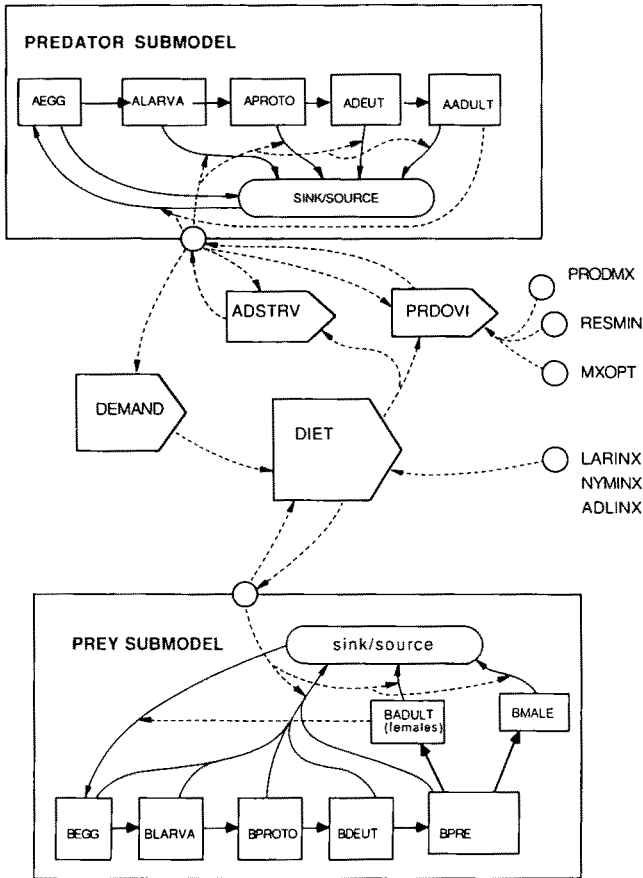 PREDATOR SUBMODEL
AEGG
ALARVA
APROTO
ADEUT
AADULT
SINK/SOURCE
ADSTRV
PRDOVI
PRODMX
RESMIN
MXOPT
DEMAND
DIET
LARINX
NYMINX
ADLINX
PREY SUBMODEL
sink/source
BADULT
(females)
BMALE
BEGG
BLARVA
BPROTO
BDEUT
BPRE